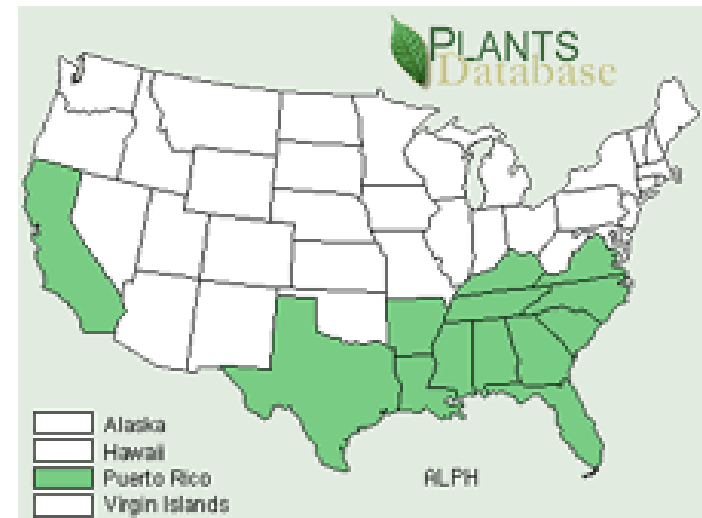 PLANTS
Database
Alaska
Hawaii
Puerto Rico
Virgin Islands
ALPH